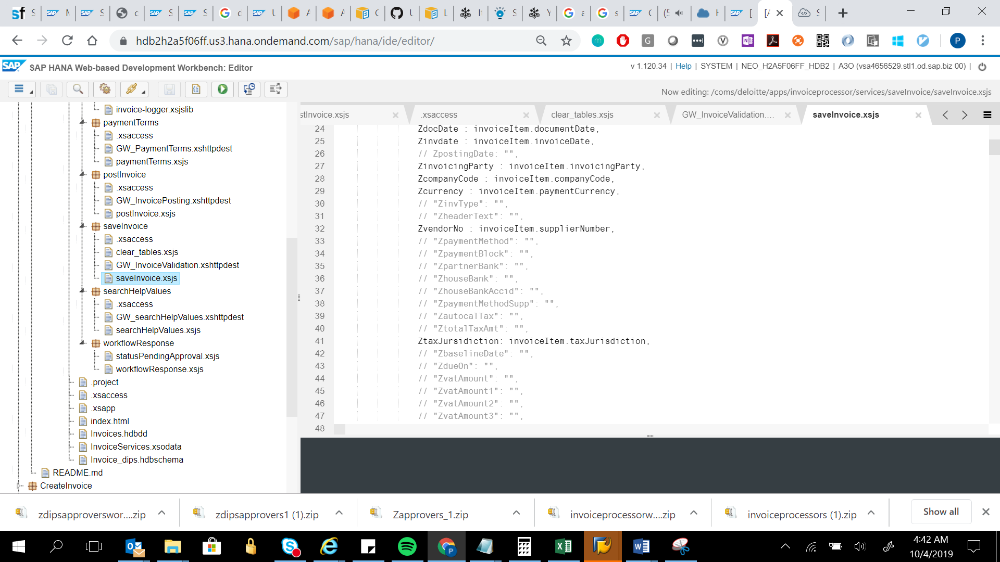 hdb2h2a5f06ff.us3.hana.ondemand.com/sap/hana/ide/editor/
SAP HANA Web-based Development Workbench: Editor
v 1.120.34 | Help | SYSTEM | NEO_H2A5F06FF_HDB2 | A3O (vsa4656529.stl1.od.sap.biz 00) |
Now editing: /coms/deloitte/apps/invoiceprocessor/services/saveInvoice/saveInvoice.xsjs
stInvoice.xsjs
.xsaccess
clear_tables.xsjs
GW_InvoiceValidation....
saveInvoice.xsjs
invoice-logger.xsjslib
paymentTerms
.xsaccess
GW_PaymentTerms.xshttpdest
paymentTerms.xsjs
postInvoice
.xsaccess
GW_InvoicePosting.xshttpdest
postInvoice.xsjs
saveInvoice
.xsaccess
clear_tables.xsjs
GW_InvoiceValidation.xshttpdest
saveInvoice.xsjs
searchHelpValues
.xsaccess
GW_searchHelpValues.xshttpdest
searchHelpValues.xsjs
workflowResponse
statusPendingApproval.xsjs
workflowResponse.xsjs
.project
.xsaccess
.xsapp
index.html
Invoices.hdbdd
InvoiceServices.xsodata
Invoice_dips.hdbschema
README.md
CreateInvoice
24 ZdocDate : invoiceItem.documentDate,
25 Zinvdate : invoiceItem.invoiceDate,
26 // ZpostingDate: "",
27 ZinvoicingParty : invoiceItem.invoicingParty,
28 ZcompanyCode : invoiceItem.companyCode,
29 Zcurrency : invoiceItem.paymentCurrency,
30 // "ZinvType": "",
31 // "ZheaderText": "",
32 ZvendorNo : invoiceItem.supplierNumber,
33 // "ZpaymentMethod": "",
34 // "ZpaymentBlock": "",
35 // "ZpartnerBank": "",
36 // "ZhouseBank": "",
37 // "ZhouseBankAccid": "",
38 // "ZpaymentMethodSupp": "",
39 // "ZautocalTax": "",
40 // "ZtotalTaxAmt": "",
41 ZtaxJursidiction: invoiceItem.taxJurisdiction,
42 // "ZbaselineDate": "",
43 // "ZdueOn": "",
44 // "ZvatAmount": "",
45 // "ZvatAmount1": "",
46 // "ZvatAmount2": "",
47 // "ZvatAmount3": "",
48
zdipsapproverswor....zip
zdipsapprovers1 (1).zip
Zapprovers_1.zip
invoiceprocessorw....zip
invoiceprocessors (1).zip
Show all
4:42 AM
10/4/2019